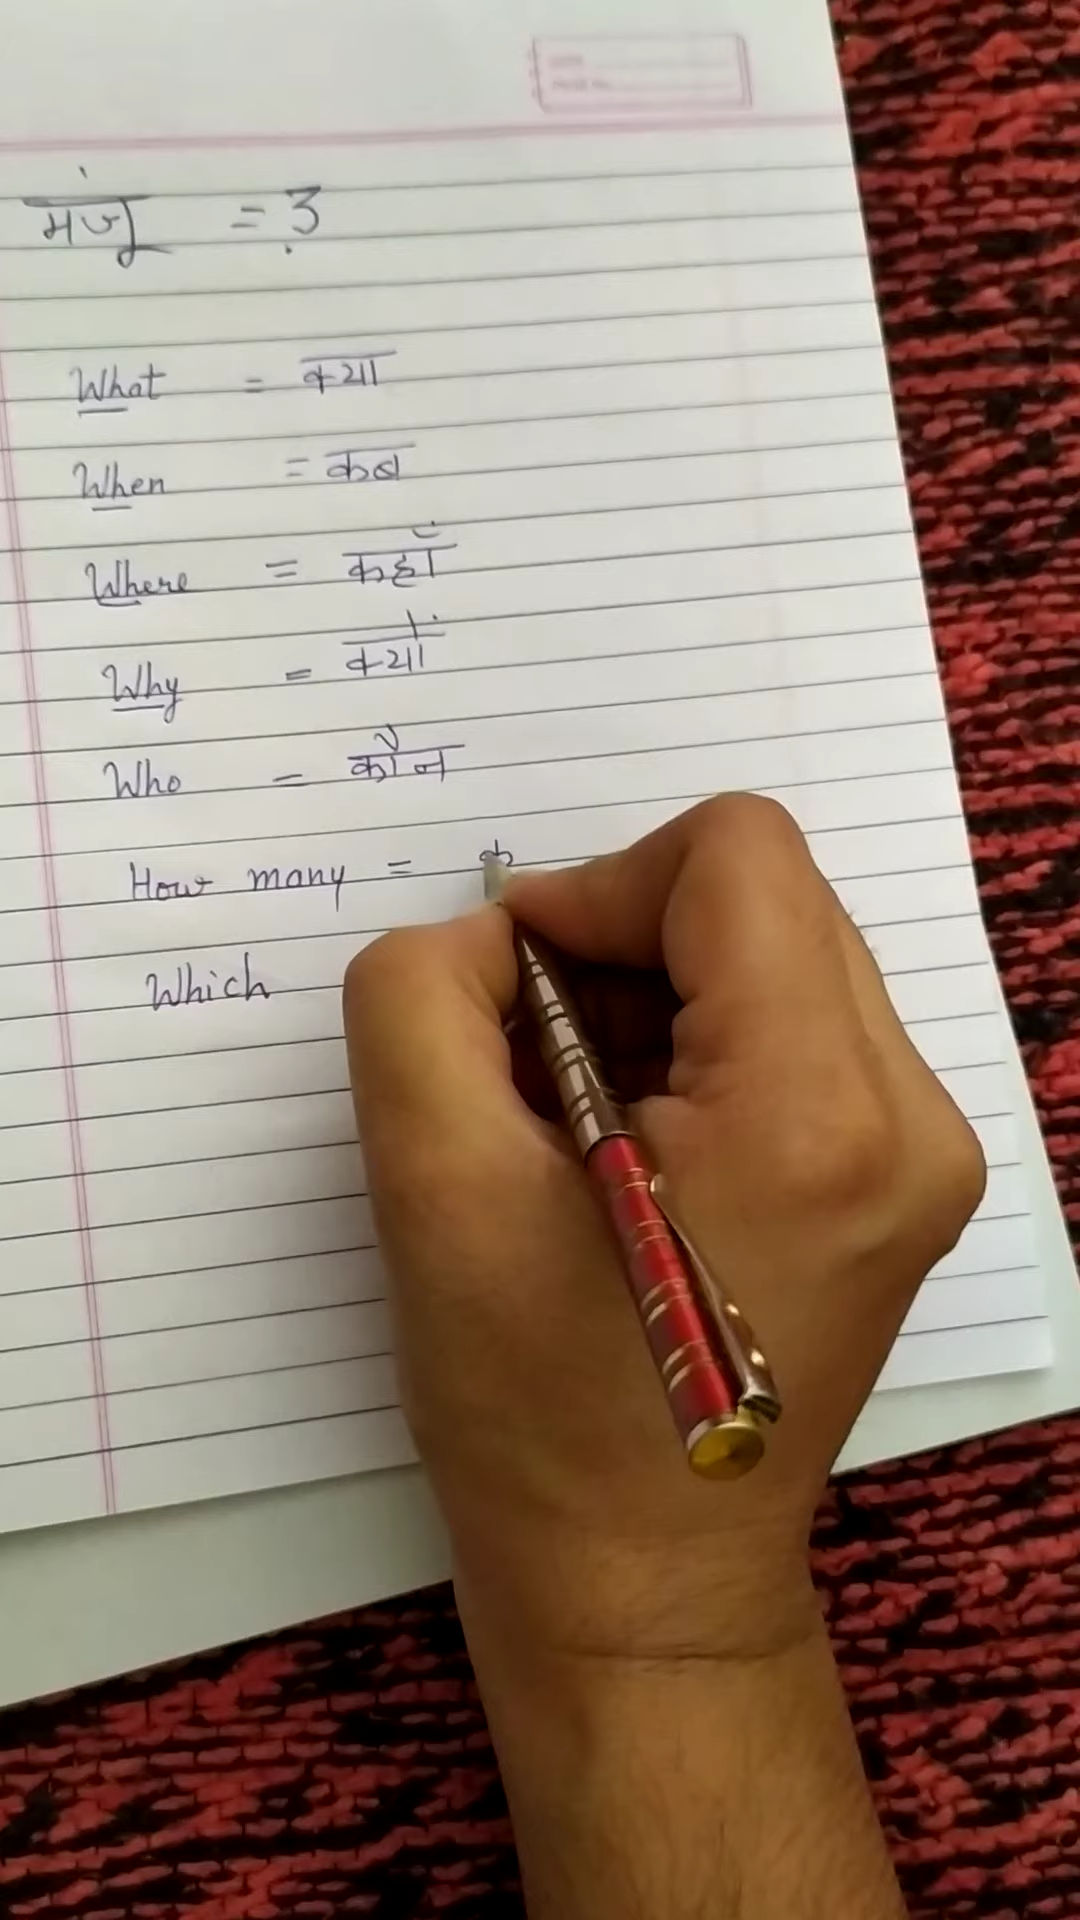 मंजू = 3
What = क्या
When = कब
Where = कहाँ
Why = क्यों
Who = कौन
How many = क
Which